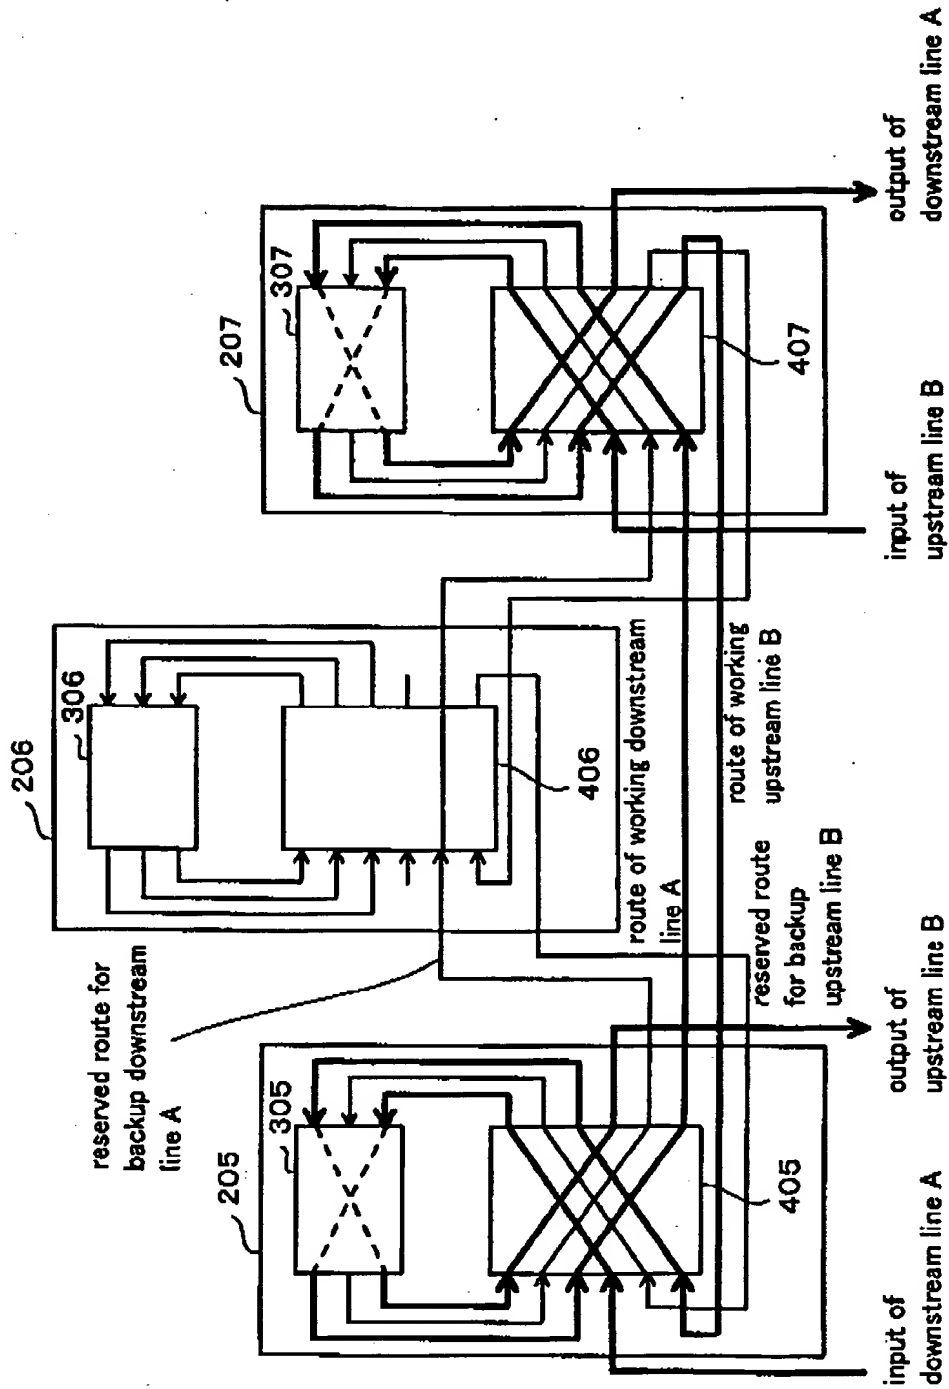 206
306
406
207
307
407
205
305
405
reserved route for
backup downstream
line A
route of working downstream
line A
route of working
upstream line B
reserved route
for backup
upstream line B
input of
downstream line A
output of
upstream line B
input of
upstream line B
output of
downstream line A